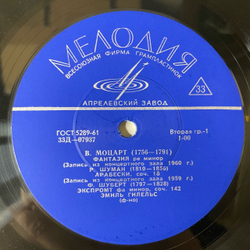 МЕЛОДИЯ
ВСЕСОЮЗНАЯ ФИРМА ГРАМПЛАСТИНОК
33
АПРЕЛЕВСКИЙ ЗАВОД
ГОСТ 5289-61
33Д—07937
Вторая гр.-1
1-00
В. МОЦАРТ (1756—1791)
ФАНТАЗИЯ ре минор
(Запись из концертного зала 1960 г.)
Р. ШУМАН (1810—1856)
АРАБЕСКИ, соч. 18
(Запись из концертного зала 1959 г.)
Ф. ШУБЕРТ (1797—1828)
ЭКСПРОМТ фа минор, соч. 142
ЭМИЛЬ ГИЛЕЛЬС
(ф-но)